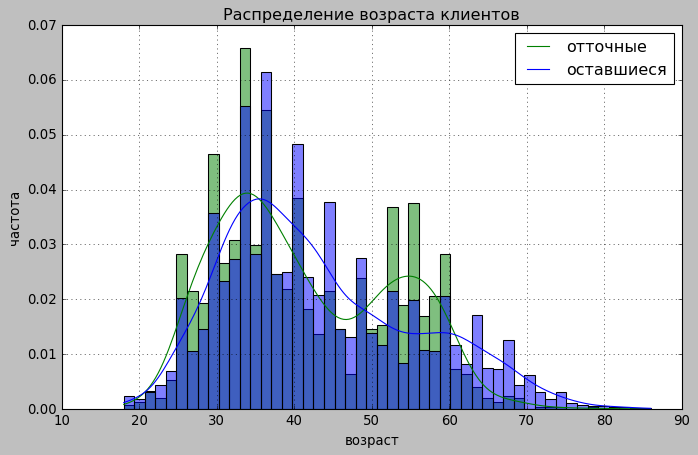 Распределение возраста клиентов
0.07
0.06
0.05
0.04
0.03
0.02
0.01
0.00
частота
отточные
оставшиеся
10 20 30 40 50 60 70 80 90
возраст